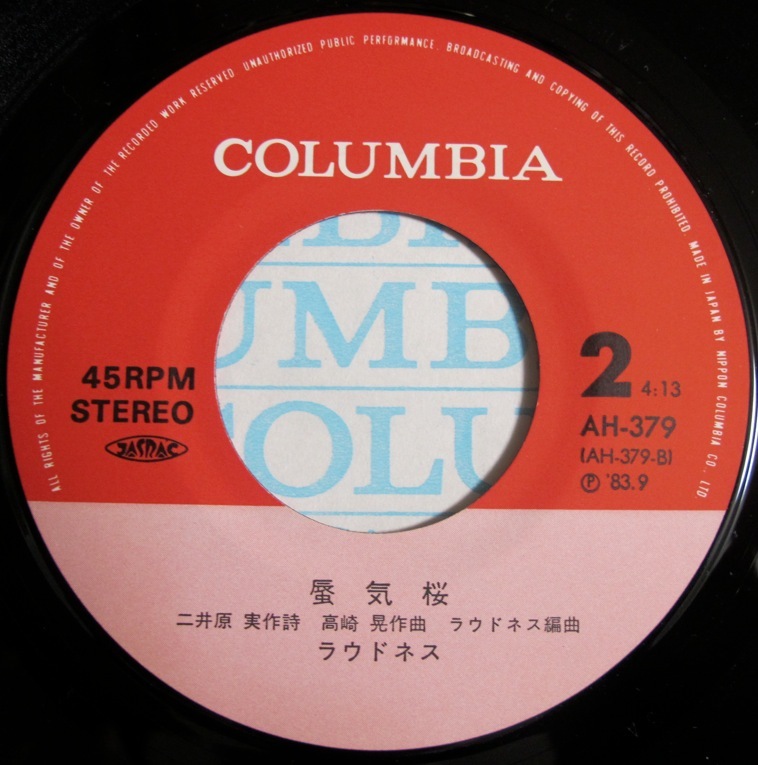 ALL RIGHTS OF THE MANUFACTURER AND OF THE OWNER OF THE RECORDED WORK RESERVED UNAUTHORIZED PUBLIC PERFORMANCE. BROADCASTING AND COPYING OF THIS RECORD PROHIBITED MADE IN JAPAN BY NIPPON COLUMBIA CO., LTD
COLUMBIA
UMB
COLU
45RPM
STEREO
JASRAC
2 4:13
AH-379
(AH-379-B)
Ⓟ '83.9
蜃気桜
二井原 実作詩 高崎 晃作曲 ラウドネス編曲
ラウドネス